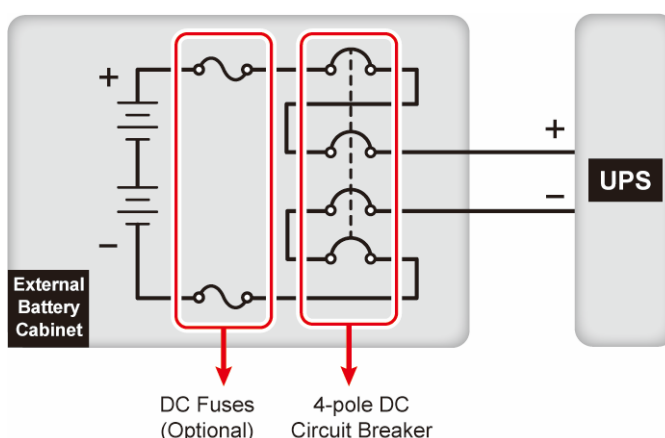 +
+
UPS
−
−
External
Battery
Cabinet
DC Fuses
(Optional)
4-pole DC
Circuit Breaker